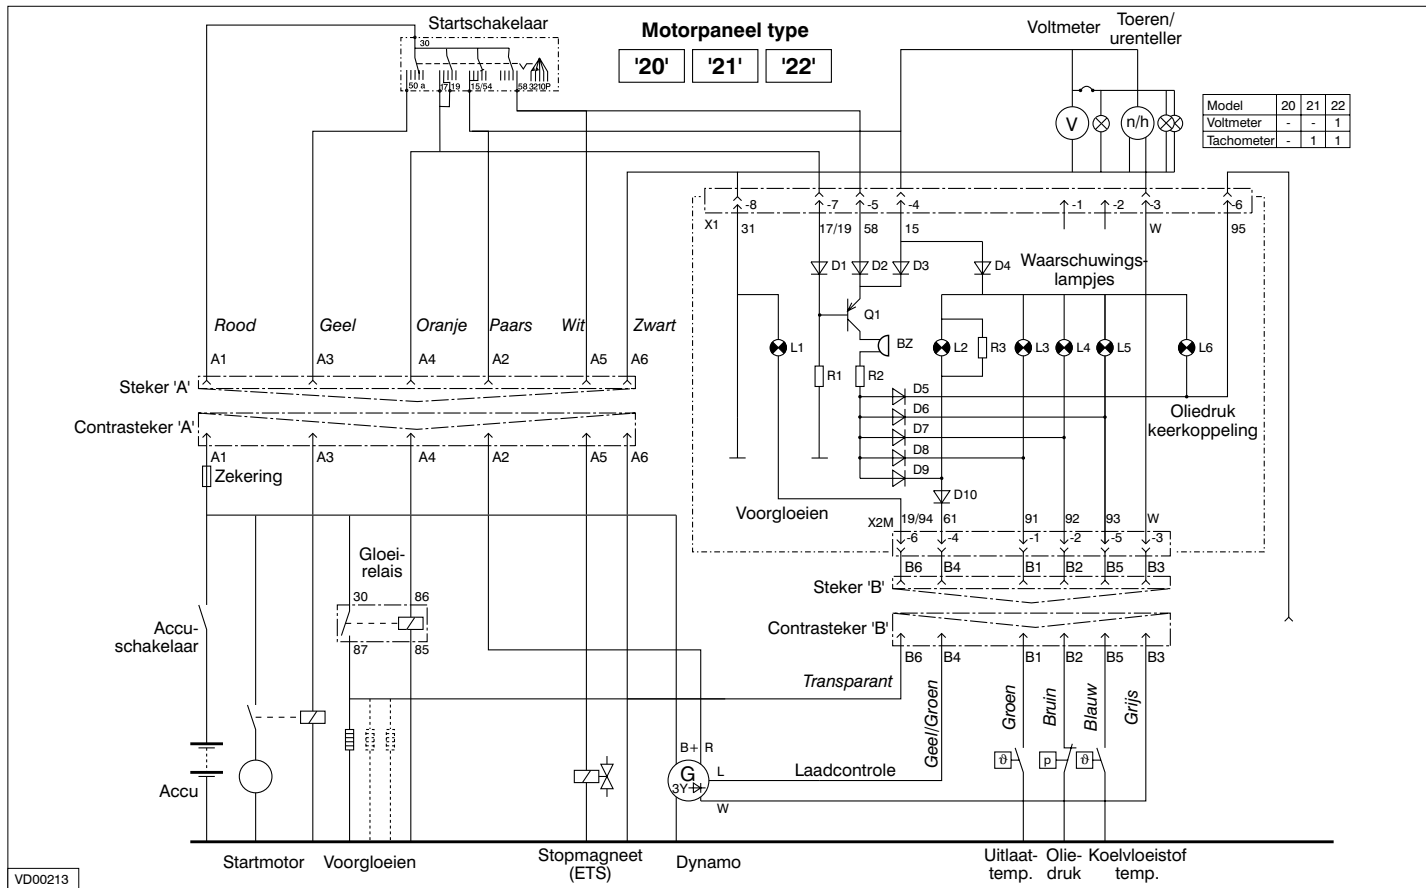 Startschakelaar
30
50 a
17/19
15/54
58
3210P
Motorpaneel type
'20'
'21'
'22'
Voltmeter
Toeren/
urenteller
V
n/h
Model 20 21 22
Voltmeter - - 1
Tachometer - 1 1
X1
-8
-7
-5
-4
-1
-2
-3
-6
31
17/19
58
15
W
95
D1
D2
D3
D4
Waarschuwings-
lampjes
Q1
BZ
L1
L2
R3
L3
L4
L5
L6
R1
R2
D5
D6
D7
D8
D9
D10
Oliedruk
keerkoppeling
Voorgloeien
Rood
Geel
Oranje
Paars
Wit
Zwart
A1
A3
A4
A2
A5
A6
Steker 'A'
Contrasteker 'A'
A1
A3
A4
A2
A5
A6
Zekering
X2M
19/94
61
91
92
93
W
-6
-4
-1
-2
-5
-3
B6
B4
B1
B2
B5
B3
Steker 'B'
Contrasteker 'B'
B6
B4
B1
B2
B5
B3
Gloei-
relais
30
86
87
85
Accu-
schakelaar
Transparant
Geel/Groen
Groen
Bruin
Blauw
Grijs
B+
R
G
3Y
L
W
Laadcontrole
ϑ
p
ϑ
Accu
Startmotor
Voorgloeien
Stopmagneet
(ETS)
Dynamo
Uitlaat-
temp.
Olie-
druk
Koelvloeistof
temp.
VD00213